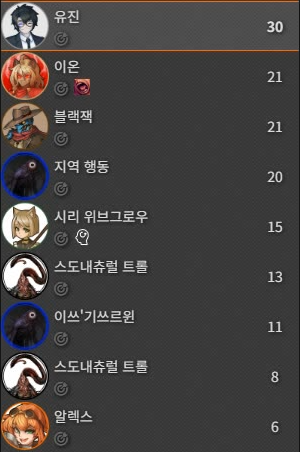 유진
30
이온
21
블랙잭
21
지역 행동
20
시리 위브그로우
15
스도내츄럴 트롤
13
이쓰'기쓰르윈
11
스도내츄럴 트롤
8
알렉스
6